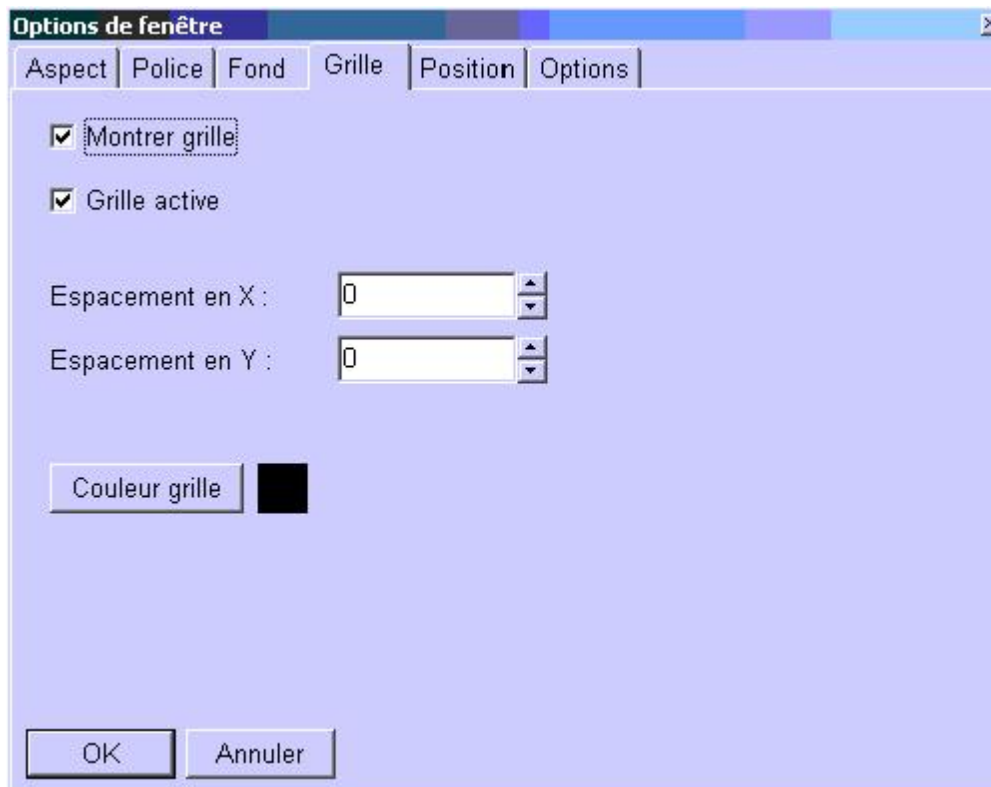 Options de fenêtre
Aspect Police Fond Grille Position Options
Montrer grille
Grille active
Espacement en X : 0
Espacement en Y : 0
Couleur grille
OK Annuler